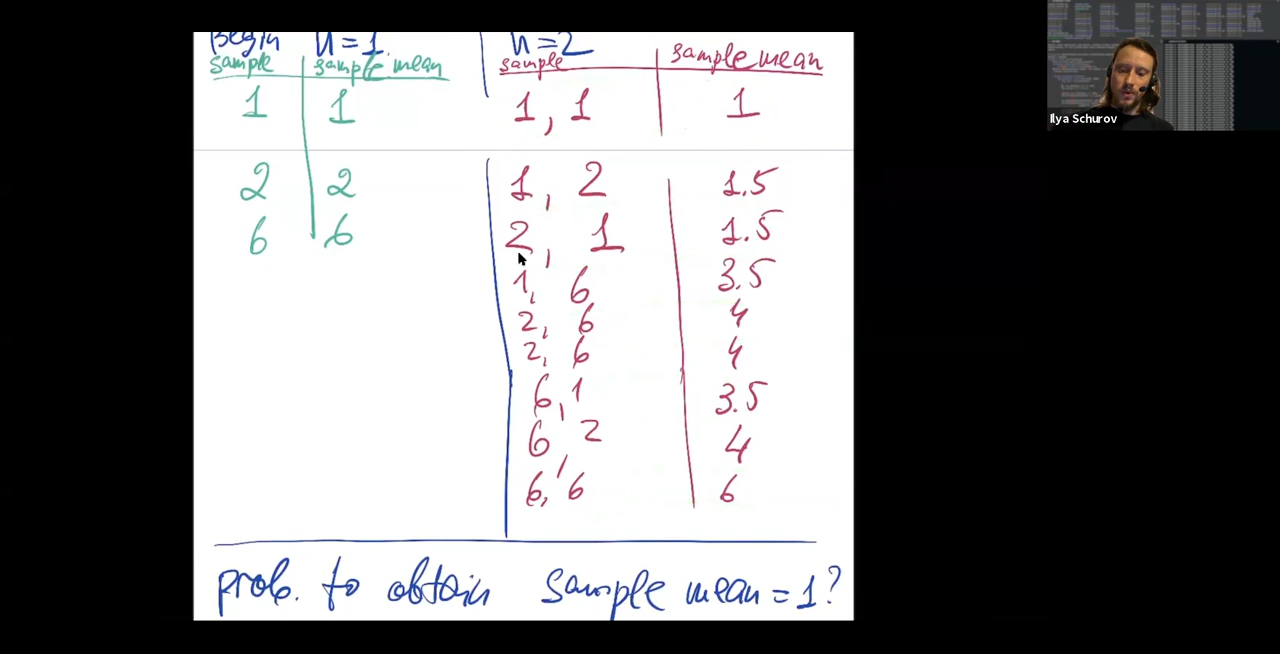 Begin n=1 n=2
sample sample mean sample sample mean
1 1 1, 1 1
2 2 1, 2 1.5
6 6 2, 1 1.5
1, 6 3.5
2, 6 4
2, 6 4
6, 1 3.5
6, 2 4
6, 6 6
prob. to obtain sample mean = 1?
Ilya Schurov